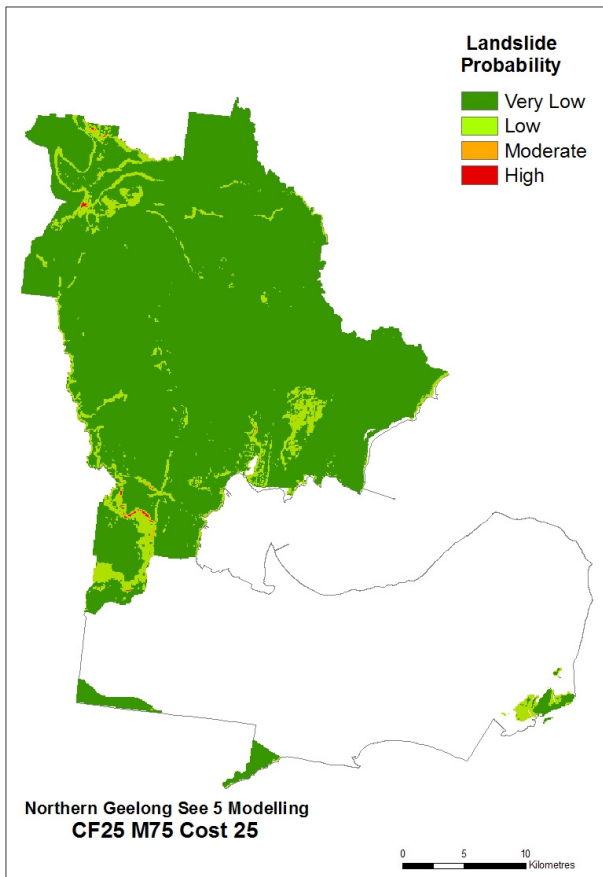 Landslide
Probability
Very Low
Low
Moderate
High
Northern Geelong See 5 Modelling
CF25 M75 Cost 25
0 5 10
Kilometres